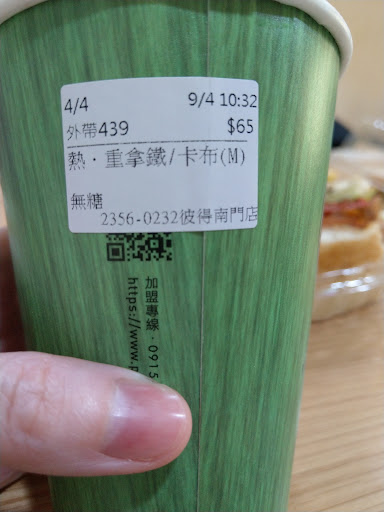 4/4 9/4 10:32
外帶439 $65
熱．重拿鐵/卡布(M)
無糖
2356-0232彼得南門店
加盟專線．0915
https://www.p